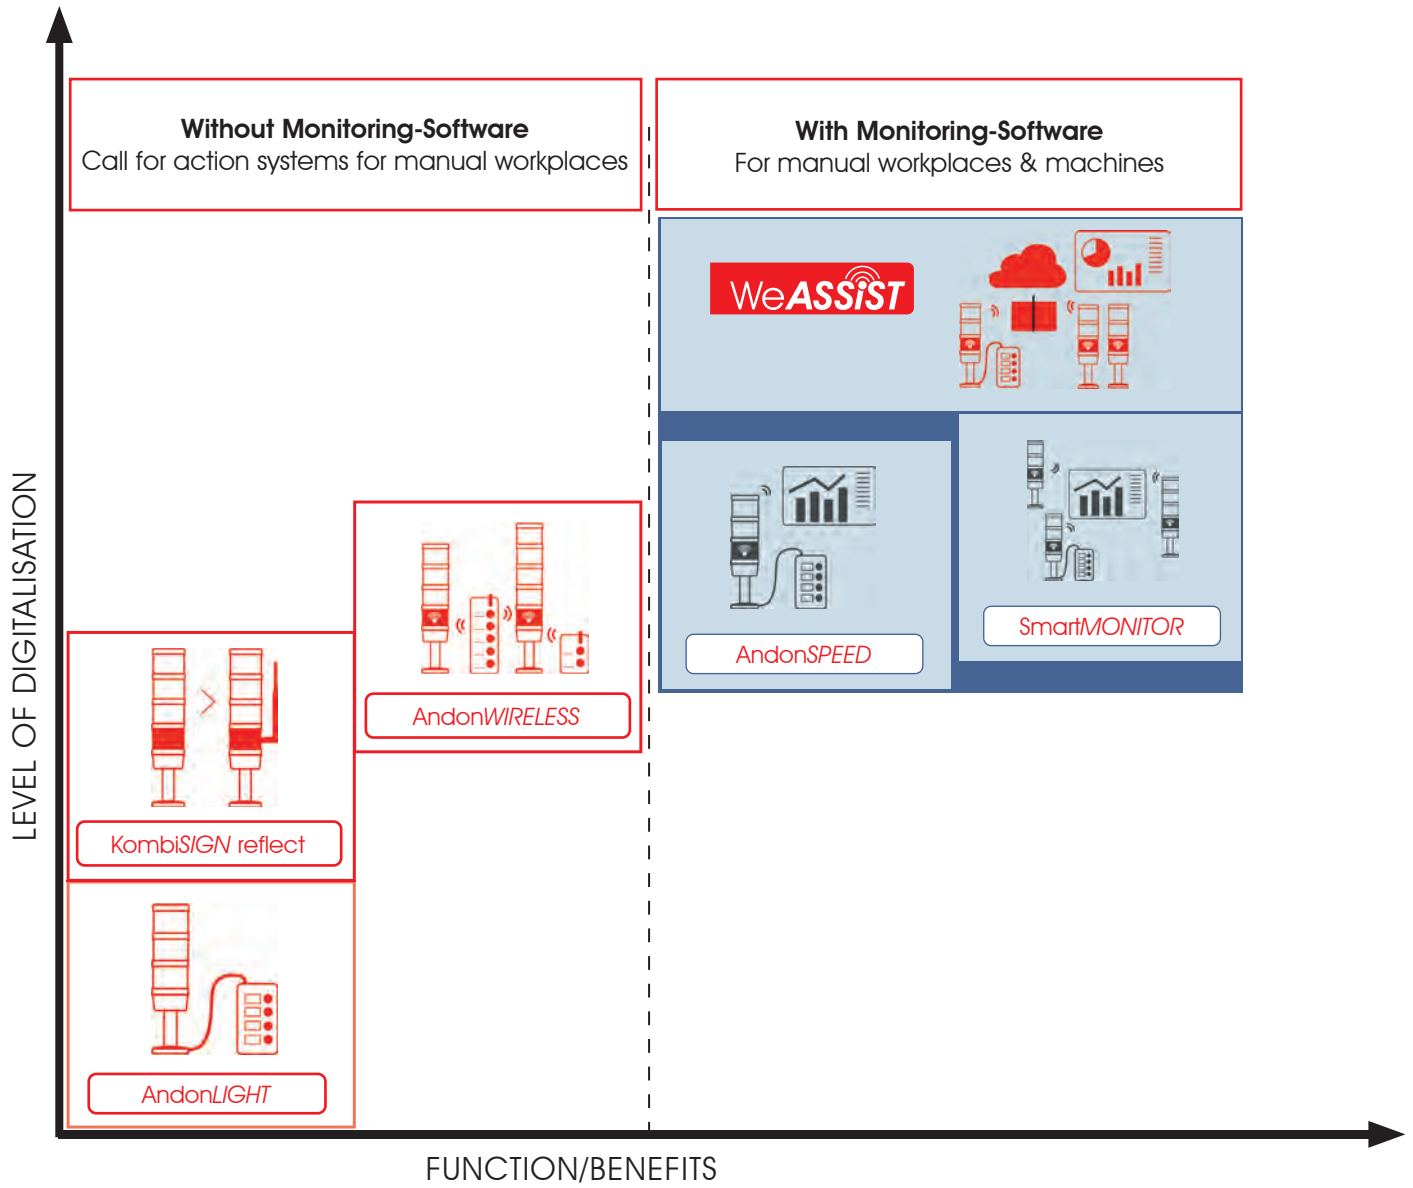 Without Monitoring-Software
Call for action systems for manual workplaces
With Monitoring-Software
For manual workplaces & machines
WeASSiST
AndonSPEED
SmartMONITOR
AndonWIRELESS
KombiSIGN reflect
AndonLIGHT
LEVEL OF DIGITALISATION
FUNCTION/BENEFITS